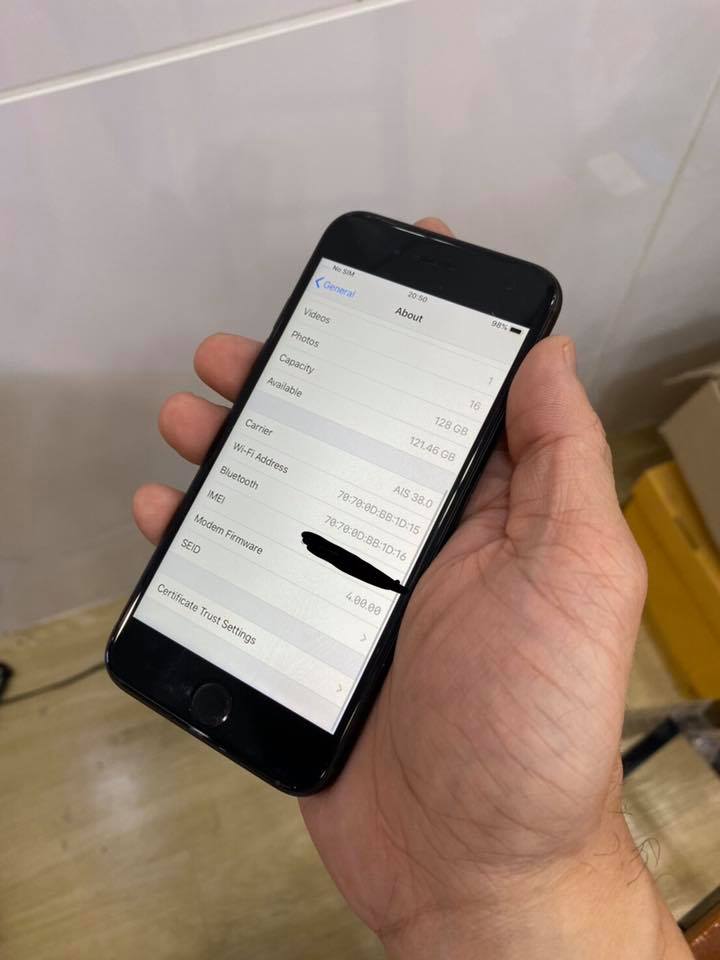 No SIM
20:50
98%
General
About
Videos
1
Photos
16
Capacity
128 GB
Available
121.46 GB
Carrier
AIS 38.0
Wi-Fi Address
70:70:0D:BB:1D:15
Bluetooth
70:70:0D:BB:1D:16
IMEI
Modem Firmware
4.00.00
SEID
Certificate Trust Settings